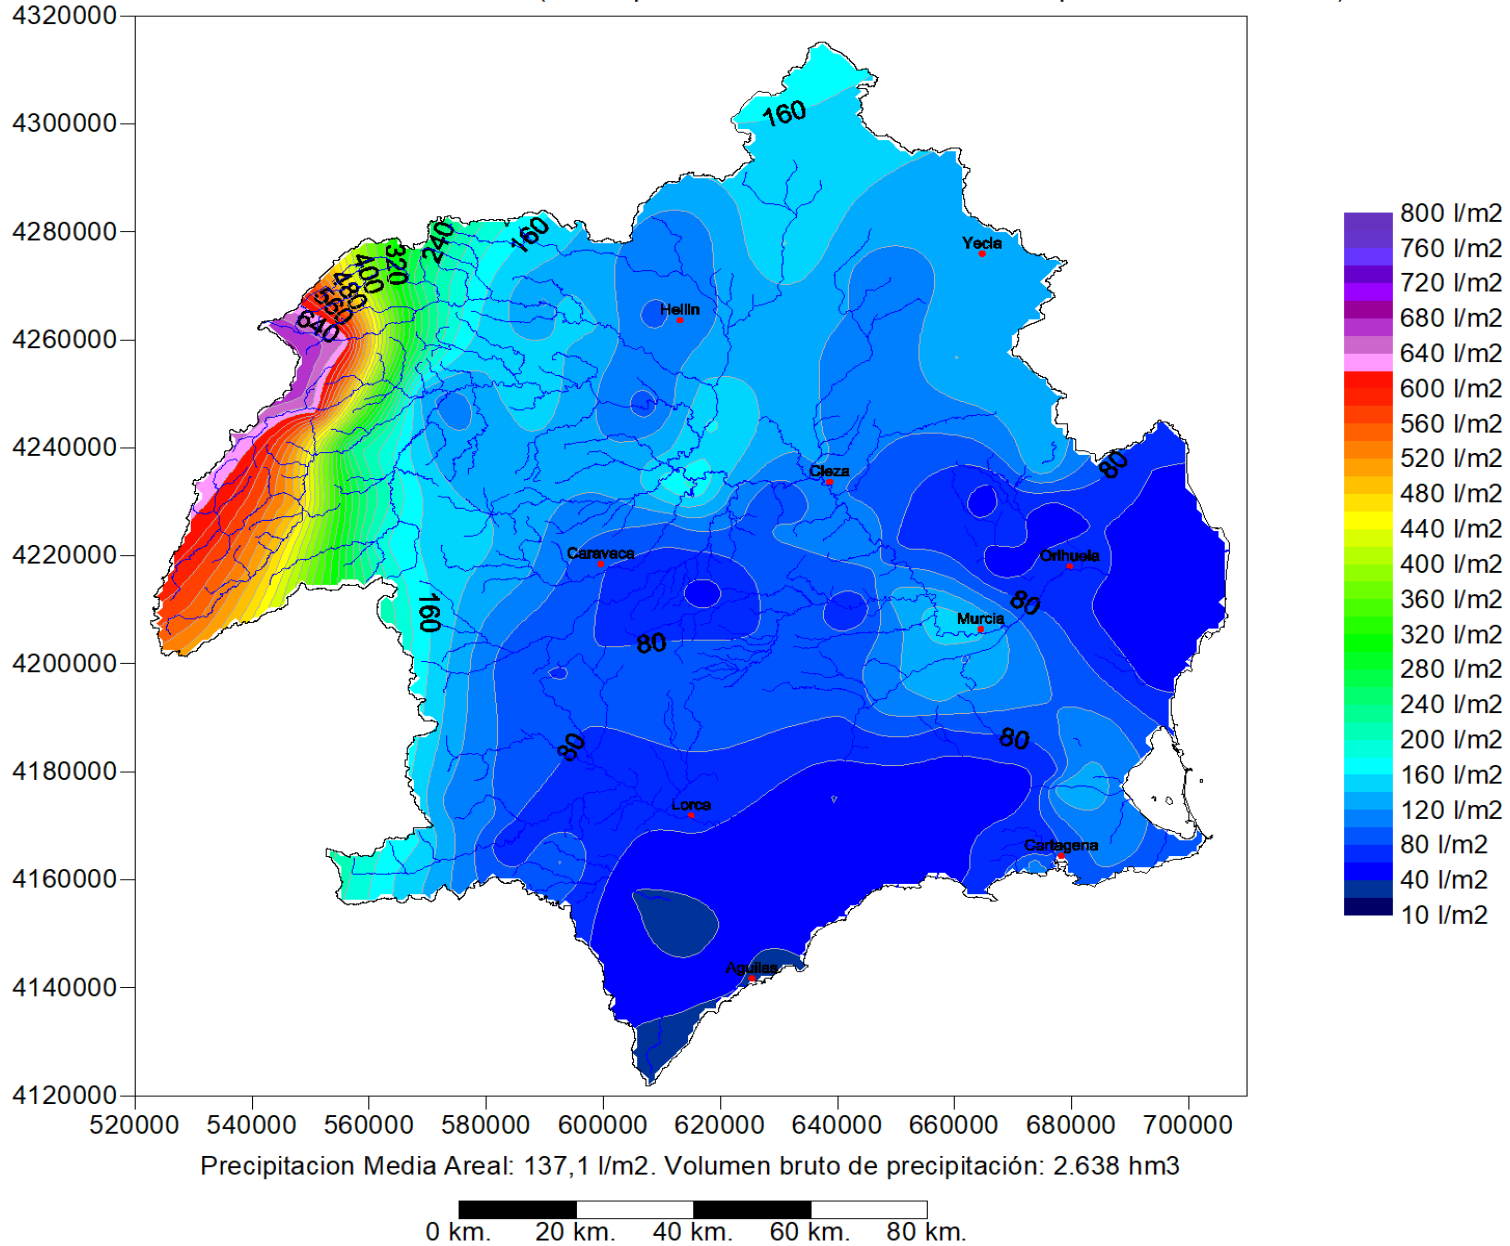 4320000
4300000
4280000
4260000
4240000
4220000
4200000
4180000
4160000
4140000
4120000
520000 540000 560000 580000 600000 620000 640000 660000 680000 700000
160
160
240
320
400
480
560
640
Yecla
Hellin
80
Cieza
Caravaca
Orihuela
80
160
Murcia
80
80
80
Lorca
Cartagena
Aguilas
800 l/m2
760 l/m2
720 l/m2
680 l/m2
640 l/m2
600 l/m2
560 l/m2
520 l/m2
480 l/m2
440 l/m2
400 l/m2
360 l/m2
320 l/m2
280 l/m2
240 l/m2
200 l/m2
160 l/m2
120 l/m2
80 l/m2
40 l/m2
10 l/m2
Precipitacion Media Areal: 137,1 l/m2. Volumen bruto de precipitación: 2.638 hm3
0 km. 20 km. 40 km. 60 km. 80 km.